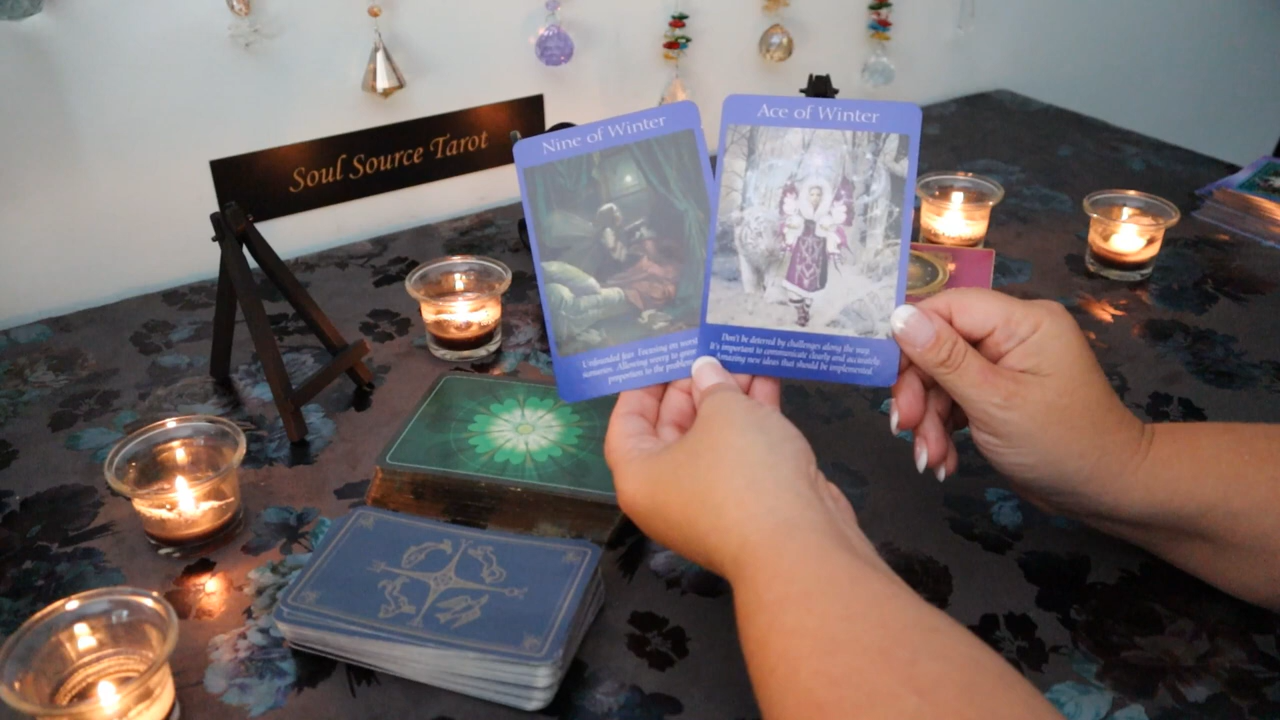 Soul Source Tarot
Nine of Winter
Unfounded fear. Focusing on worst
scenarios. Allowing worry to grow
proportion to the problem
Ace of Winter
Don't be deterred by challenges along the way.
It's important to communicate clearly and accurately.
Amazing new ideas that should be implemented.